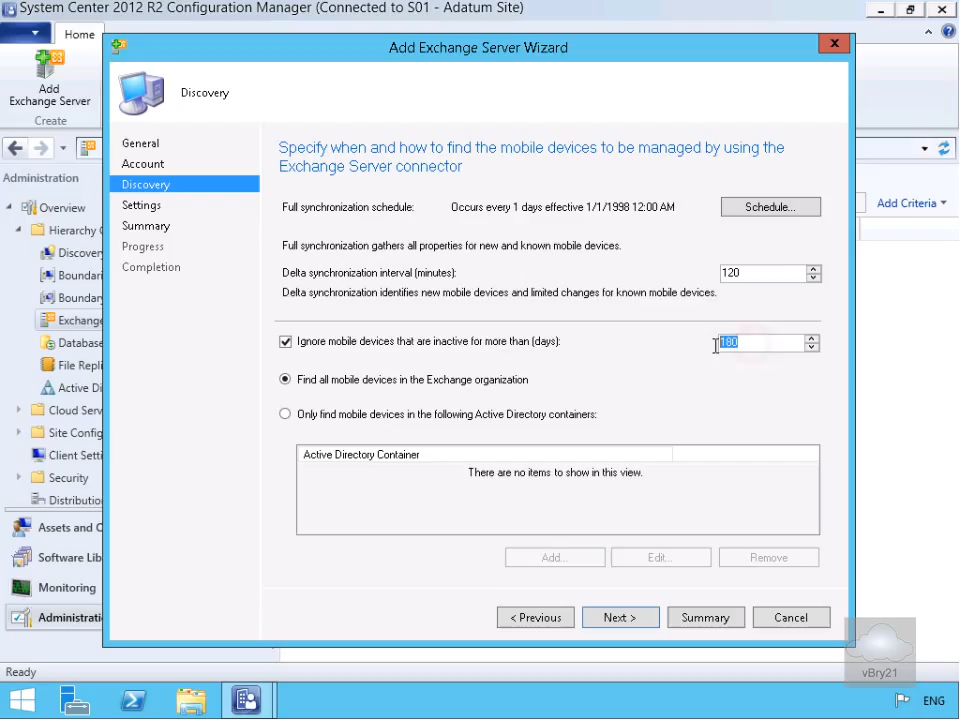 System Center 2012 R2 Configuration Manager (Connected to S01 - Adatum Site)
Home
Add Exchange Server Wizard
X
Add
Exchange Server
Create
Discovery
Administration
Overview
Hierarchy C
Discovery
Boundari
Boundary
Exchange
Database
File Repli
Active Di
Cloud Serv
Site Config
Client Setti
Security
Distribution
Assets and C
Software Lib
Monitoring
Administrati
Add Criteria
General
Account
Discovery
Settings
Summary
Progress
Completion
Specify when and how to find the mobile devices to be managed by using the
Exchange Server connector
Full synchronization schedule: Occurs every 1 days effective 1/1/1998 12:00 AM Schedule...
Full synchronization gathers all properties for new and known mobile devices.
Delta synchronization interval (minutes): 120
Delta synchronization identifies new mobile devices and limited changes for known mobile devices.
Ignore mobile devices that are inactive for more than (days): 180
Find all mobile devices in the Exchange organization
Only find mobile devices in the following Active Directory containers:
Active Directory Container
There are no items to show in this view.
Add... Edit... Remove
< Previous Next > Summary Cancel
Ready
vBry21
ENG